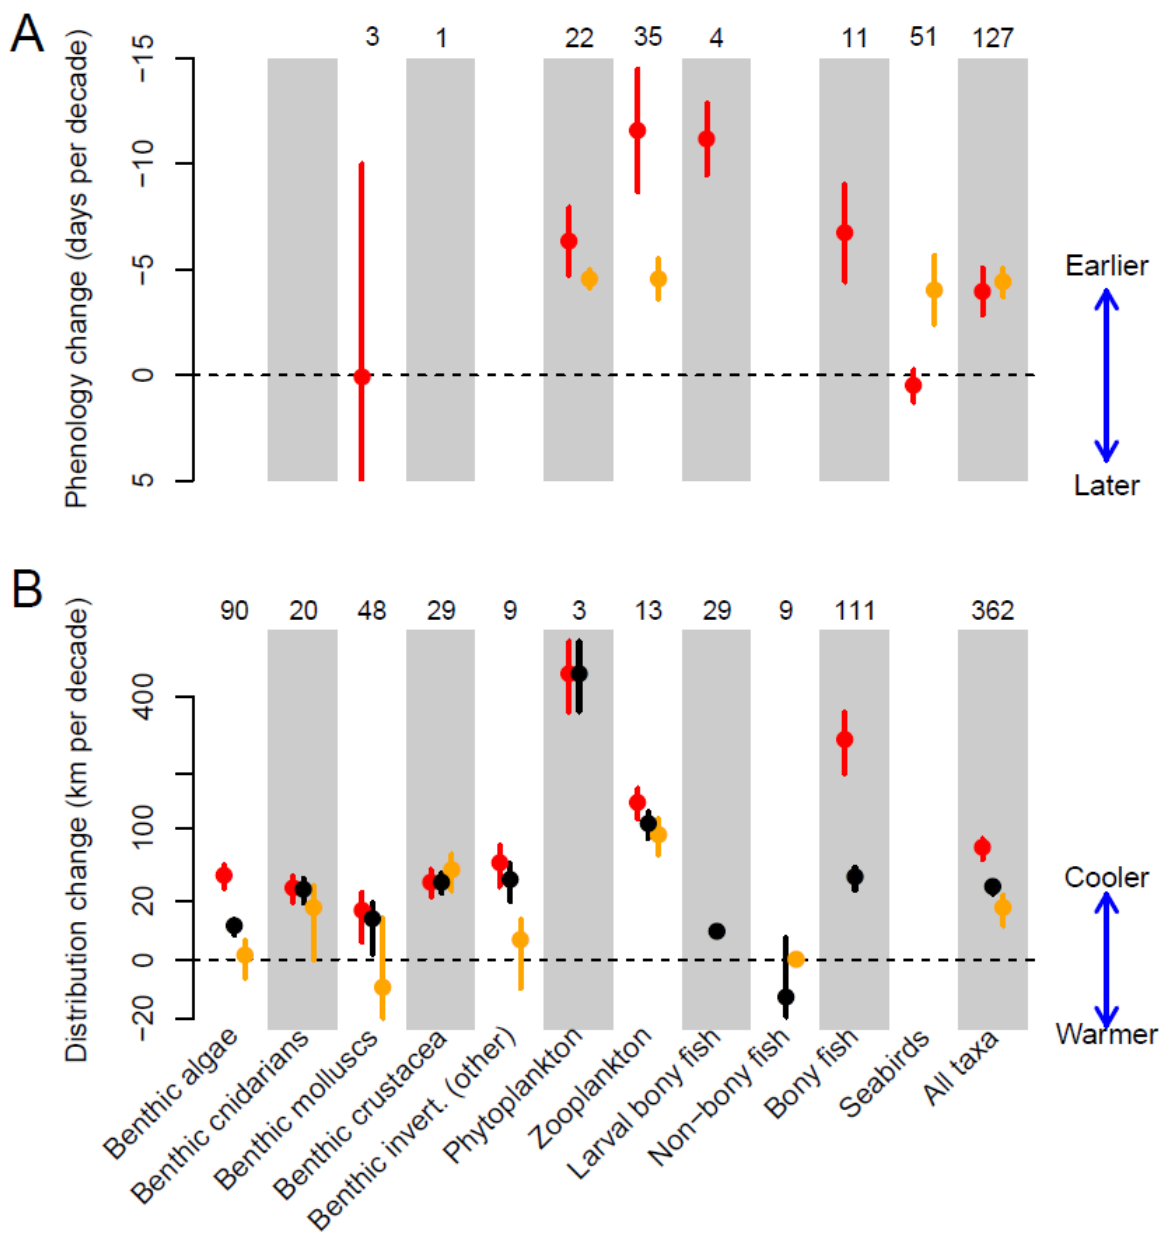 A
3 1 22 35 4 11 51 127
Phenology change (days per decade)
−15
−10
−5
0
5
Earlier
Later
B
90 20 48 29 9 3 13 29 9 111 362
Distribution change (km per decade)
400
100
20
0
−20
Cooler
Warmer
Benthic algae
Benthic cnidarians
Benthic molluscs
Benthic crustacea
Benthic invert. (other)
Phytoplankton
Zooplankton
Larval bony fish
Non−bony fish
Bony fish
Seabirds
All taxa